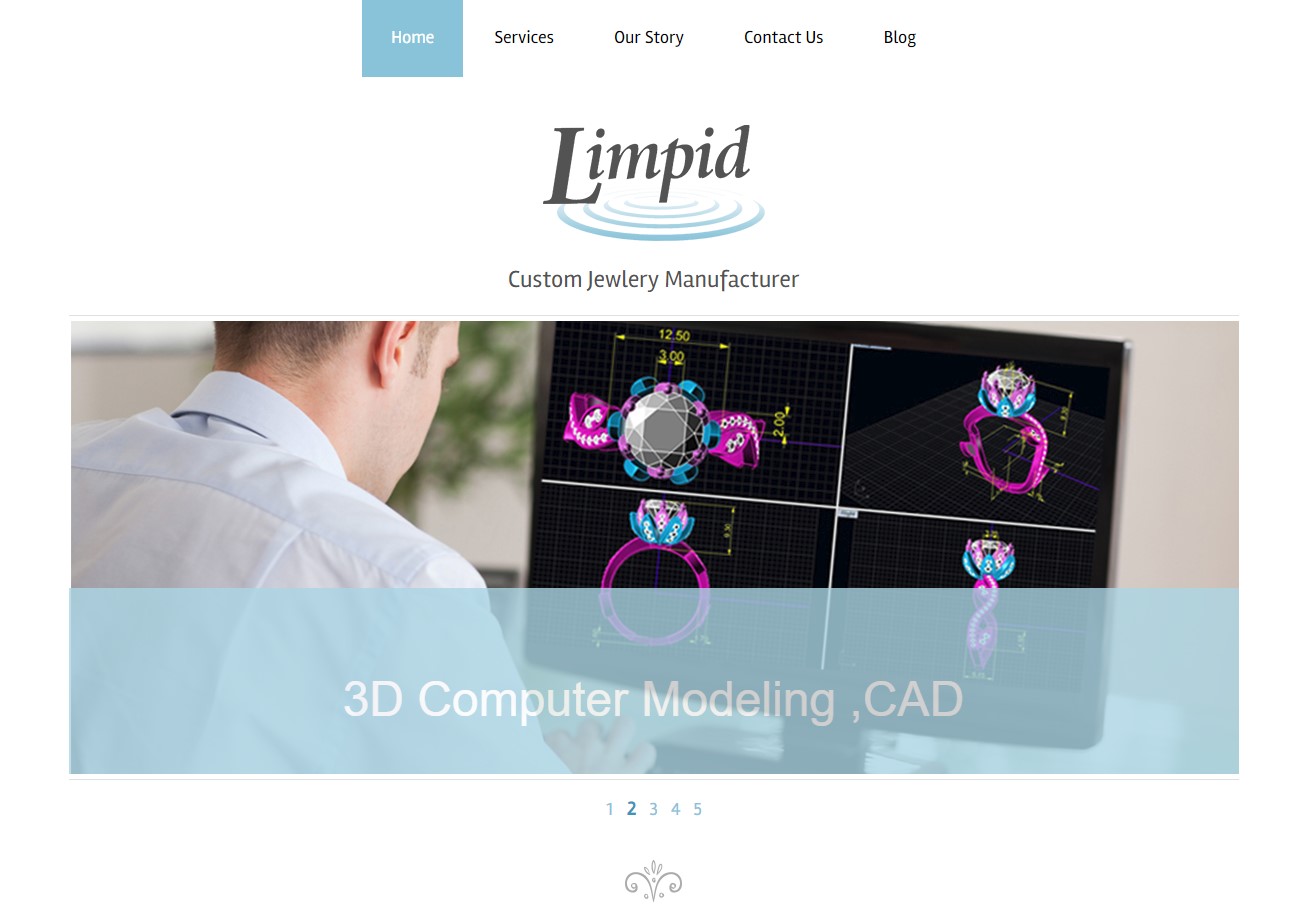 Home Services Our Story Contact Us Blog
Limpid
Custom Jewlery Manufacturer
12.50
3.00
2.00
3D Computer Modeling ,CAD
1 2 3 4 5